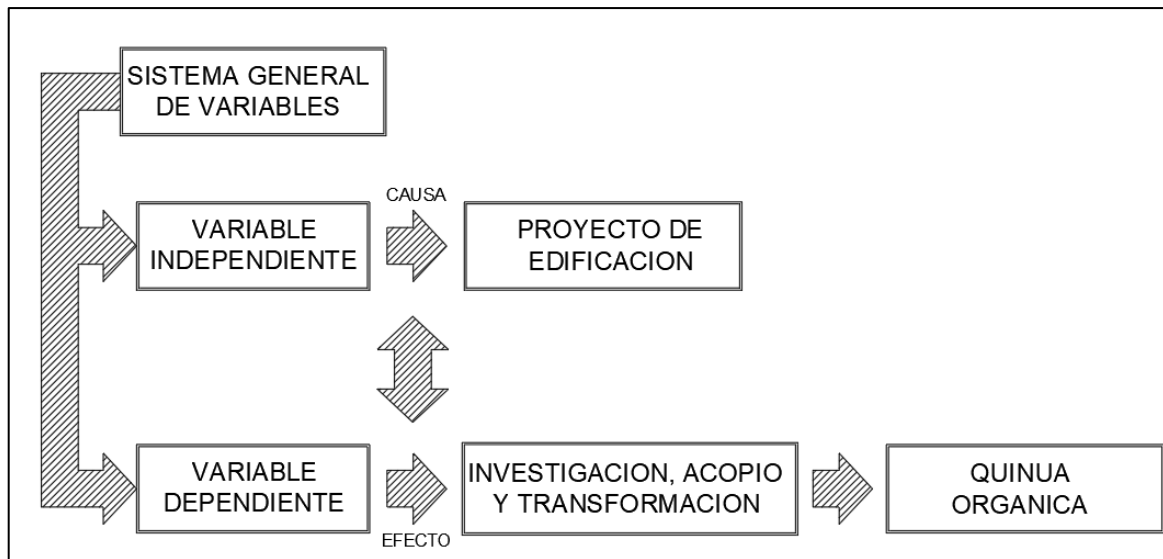 SISTEMA GENERAL
DE VARIABLES
VARIABLE
INDEPENDIENTE
CAUSA
PROYECTO DE
EDIFICACION
VARIABLE
DEPENDIENTE
EFECTO
INVESTIGACION, ACOPIO
Y TRANSFORMACION
QUINUA
ORGANICA